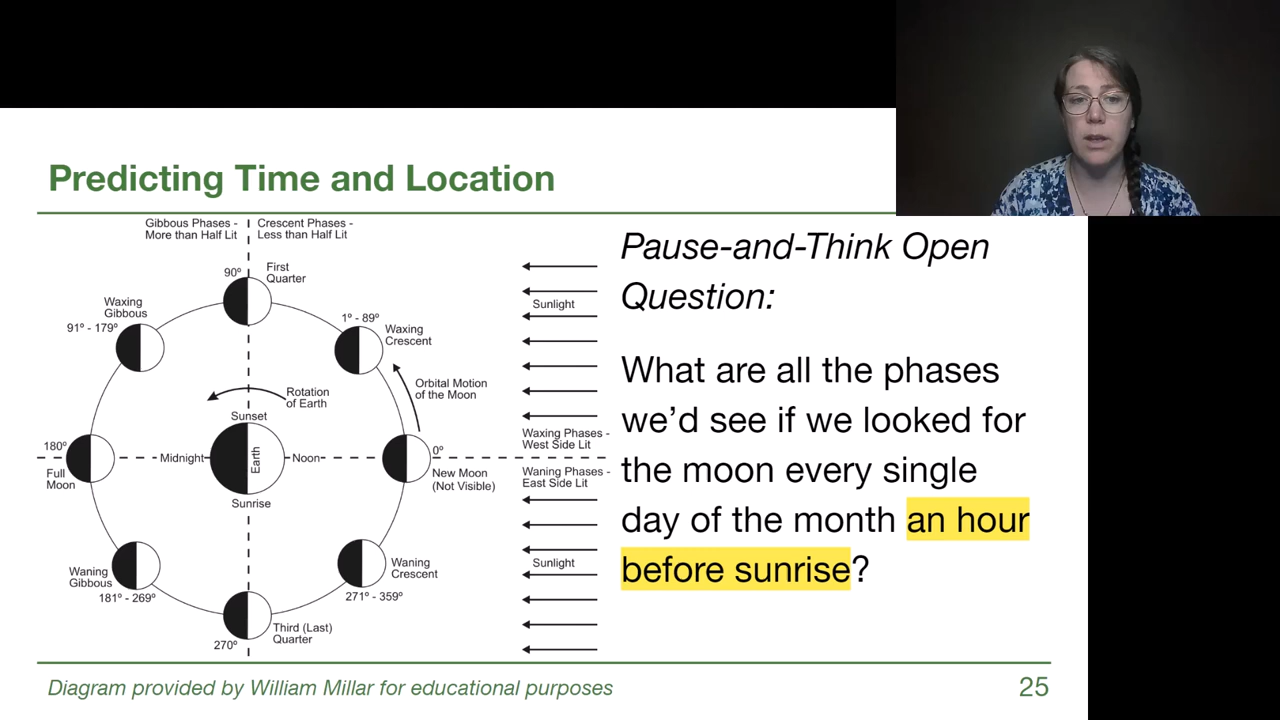 Predicting Time and Location
Gibbous Phases -
More than Half Lit
Crescent Phases -
Less than Half Lit
90º
First
Quarter
Waxing
Gibbous
91º - 179º
1º - 89º
Waxing
Crescent
Sunlight
Rotation
of Earth
Orbital Motion
of the Moon
Sunset
180º
Full
Moon
Midnight
Earth
Noon
0º
New Moon
(Not Visible)
Waxing Phases -
West Side Lit
Waning Phases -
East Side Lit
Sunrise
Waning
Gibbous
181º - 269º
Waning
Crescent
271º - 359º
Sunlight
270º
Third (Last)
Quarter
Pause-and-Think Open
Question:
What are all the phases
we’d see if we looked for
the moon every single
day of the month an hour
before sunrise?
Diagram provided by William Millar for educational purposes
25